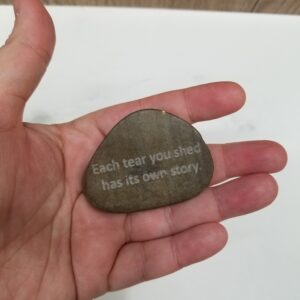 Each tear you shed
has its own story.